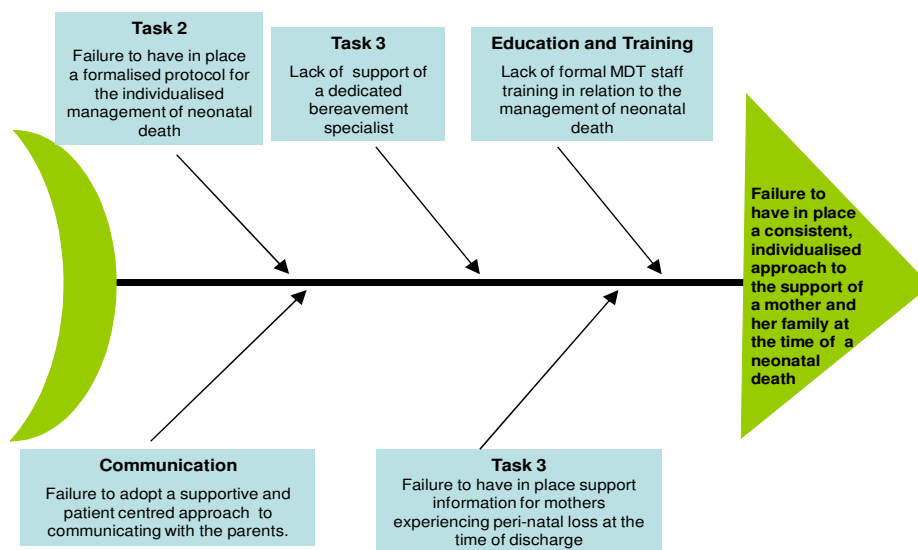 Task 2
Failure to have in place
a formalised protocol for
the individualised
management of neonatal
death
Task 3
Lack of support of
a dedicated
bereavement
specialist
Education and Training
Lack of formal MDT staff
training in relation to the
management of neonatal
death
Failure to
have in place
a consistent,
individualised
approach to
the support of
a mother and
her family at
the time of a
neonatal
death
Communication
Failure to adopt a supportive and
patient centred approach to
communicating with the parents.
Task 3
Failure to have in place support
information for mothers
experiencing peri-natal loss at the
time of discharge